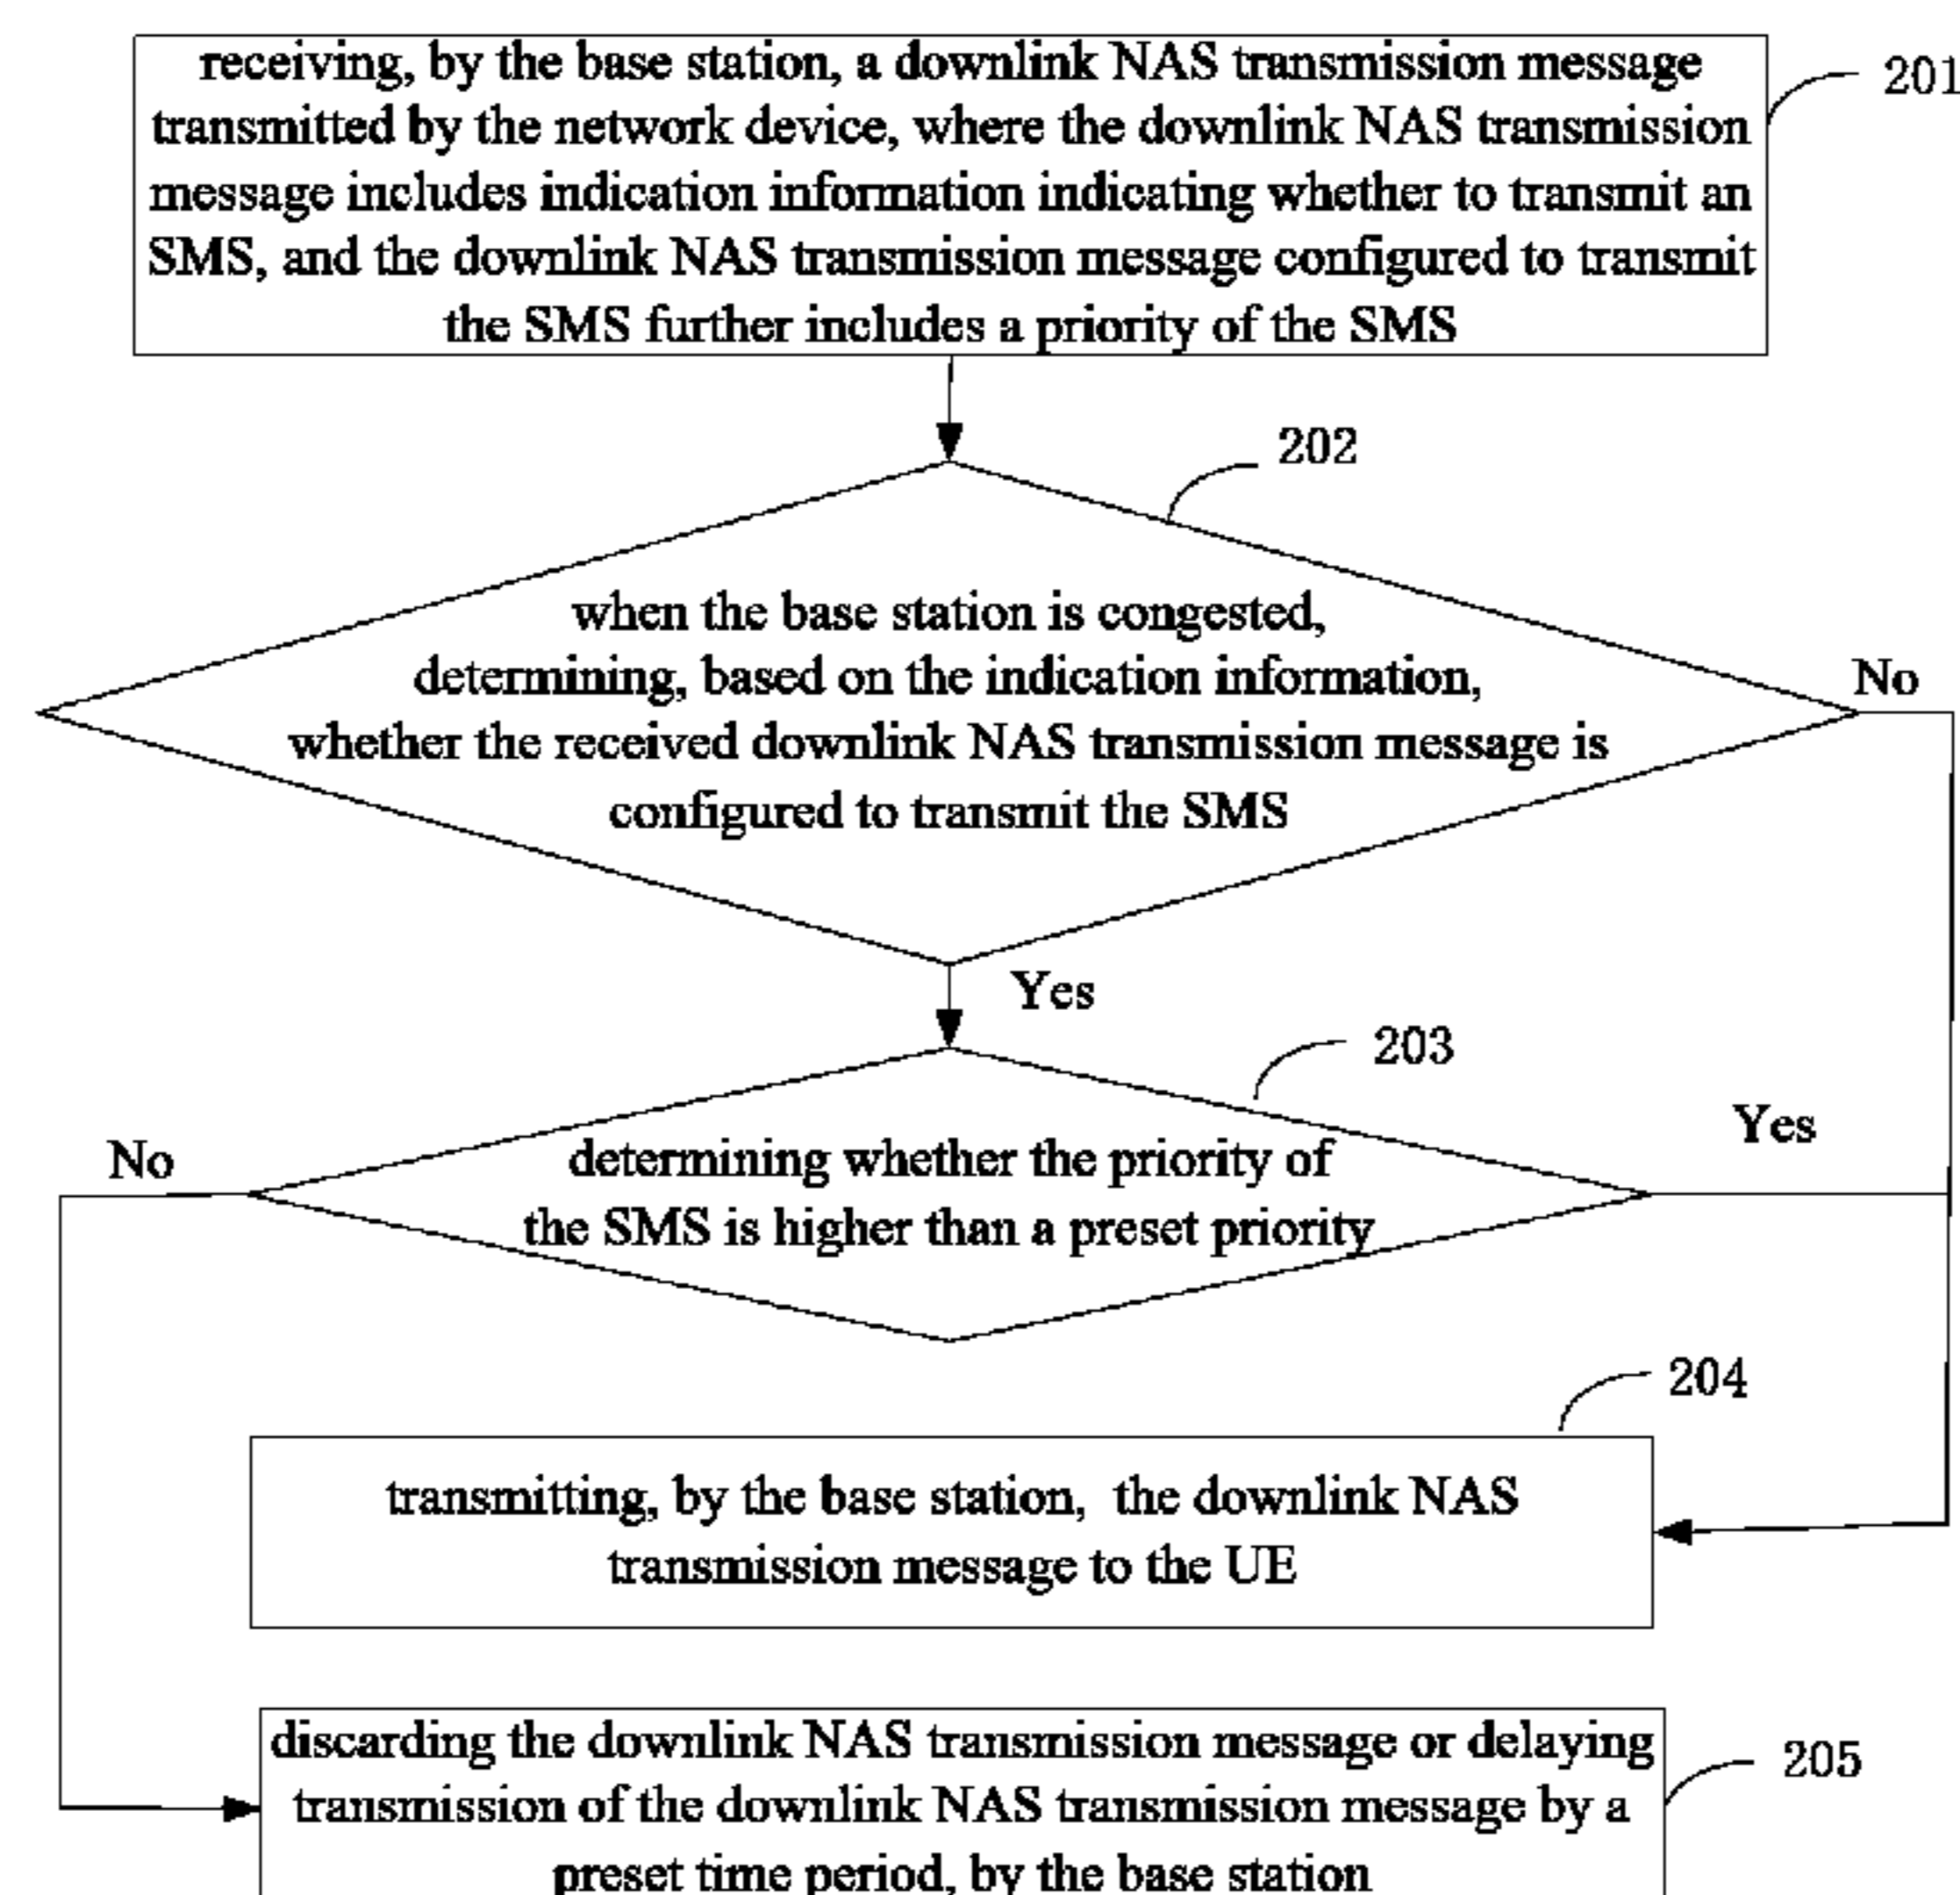 receiving, by the base station, a downlink NAS transmission message
transmitted by the network device, where the downlink NAS transmission
message includes indication information indicating whether to transmit an
SMS, and the downlink NAS transmission message configured to transmit
the SMS further includes a priority of the SMS
201
202
when the base station is congested,
determining, based on the indication information,
whether the received downlink NAS transmission message is
configured to transmit the SMS
No
Yes
203
No
determining whether the priority of
the SMS is higher than a preset priority
Yes
204
transmitting, by the base station, the downlink NAS
transmission message to the UE
discarding the downlink NAS transmission message or delaying
transmission of the downlink NAS transmission message by a
preset time period, by the base station
205